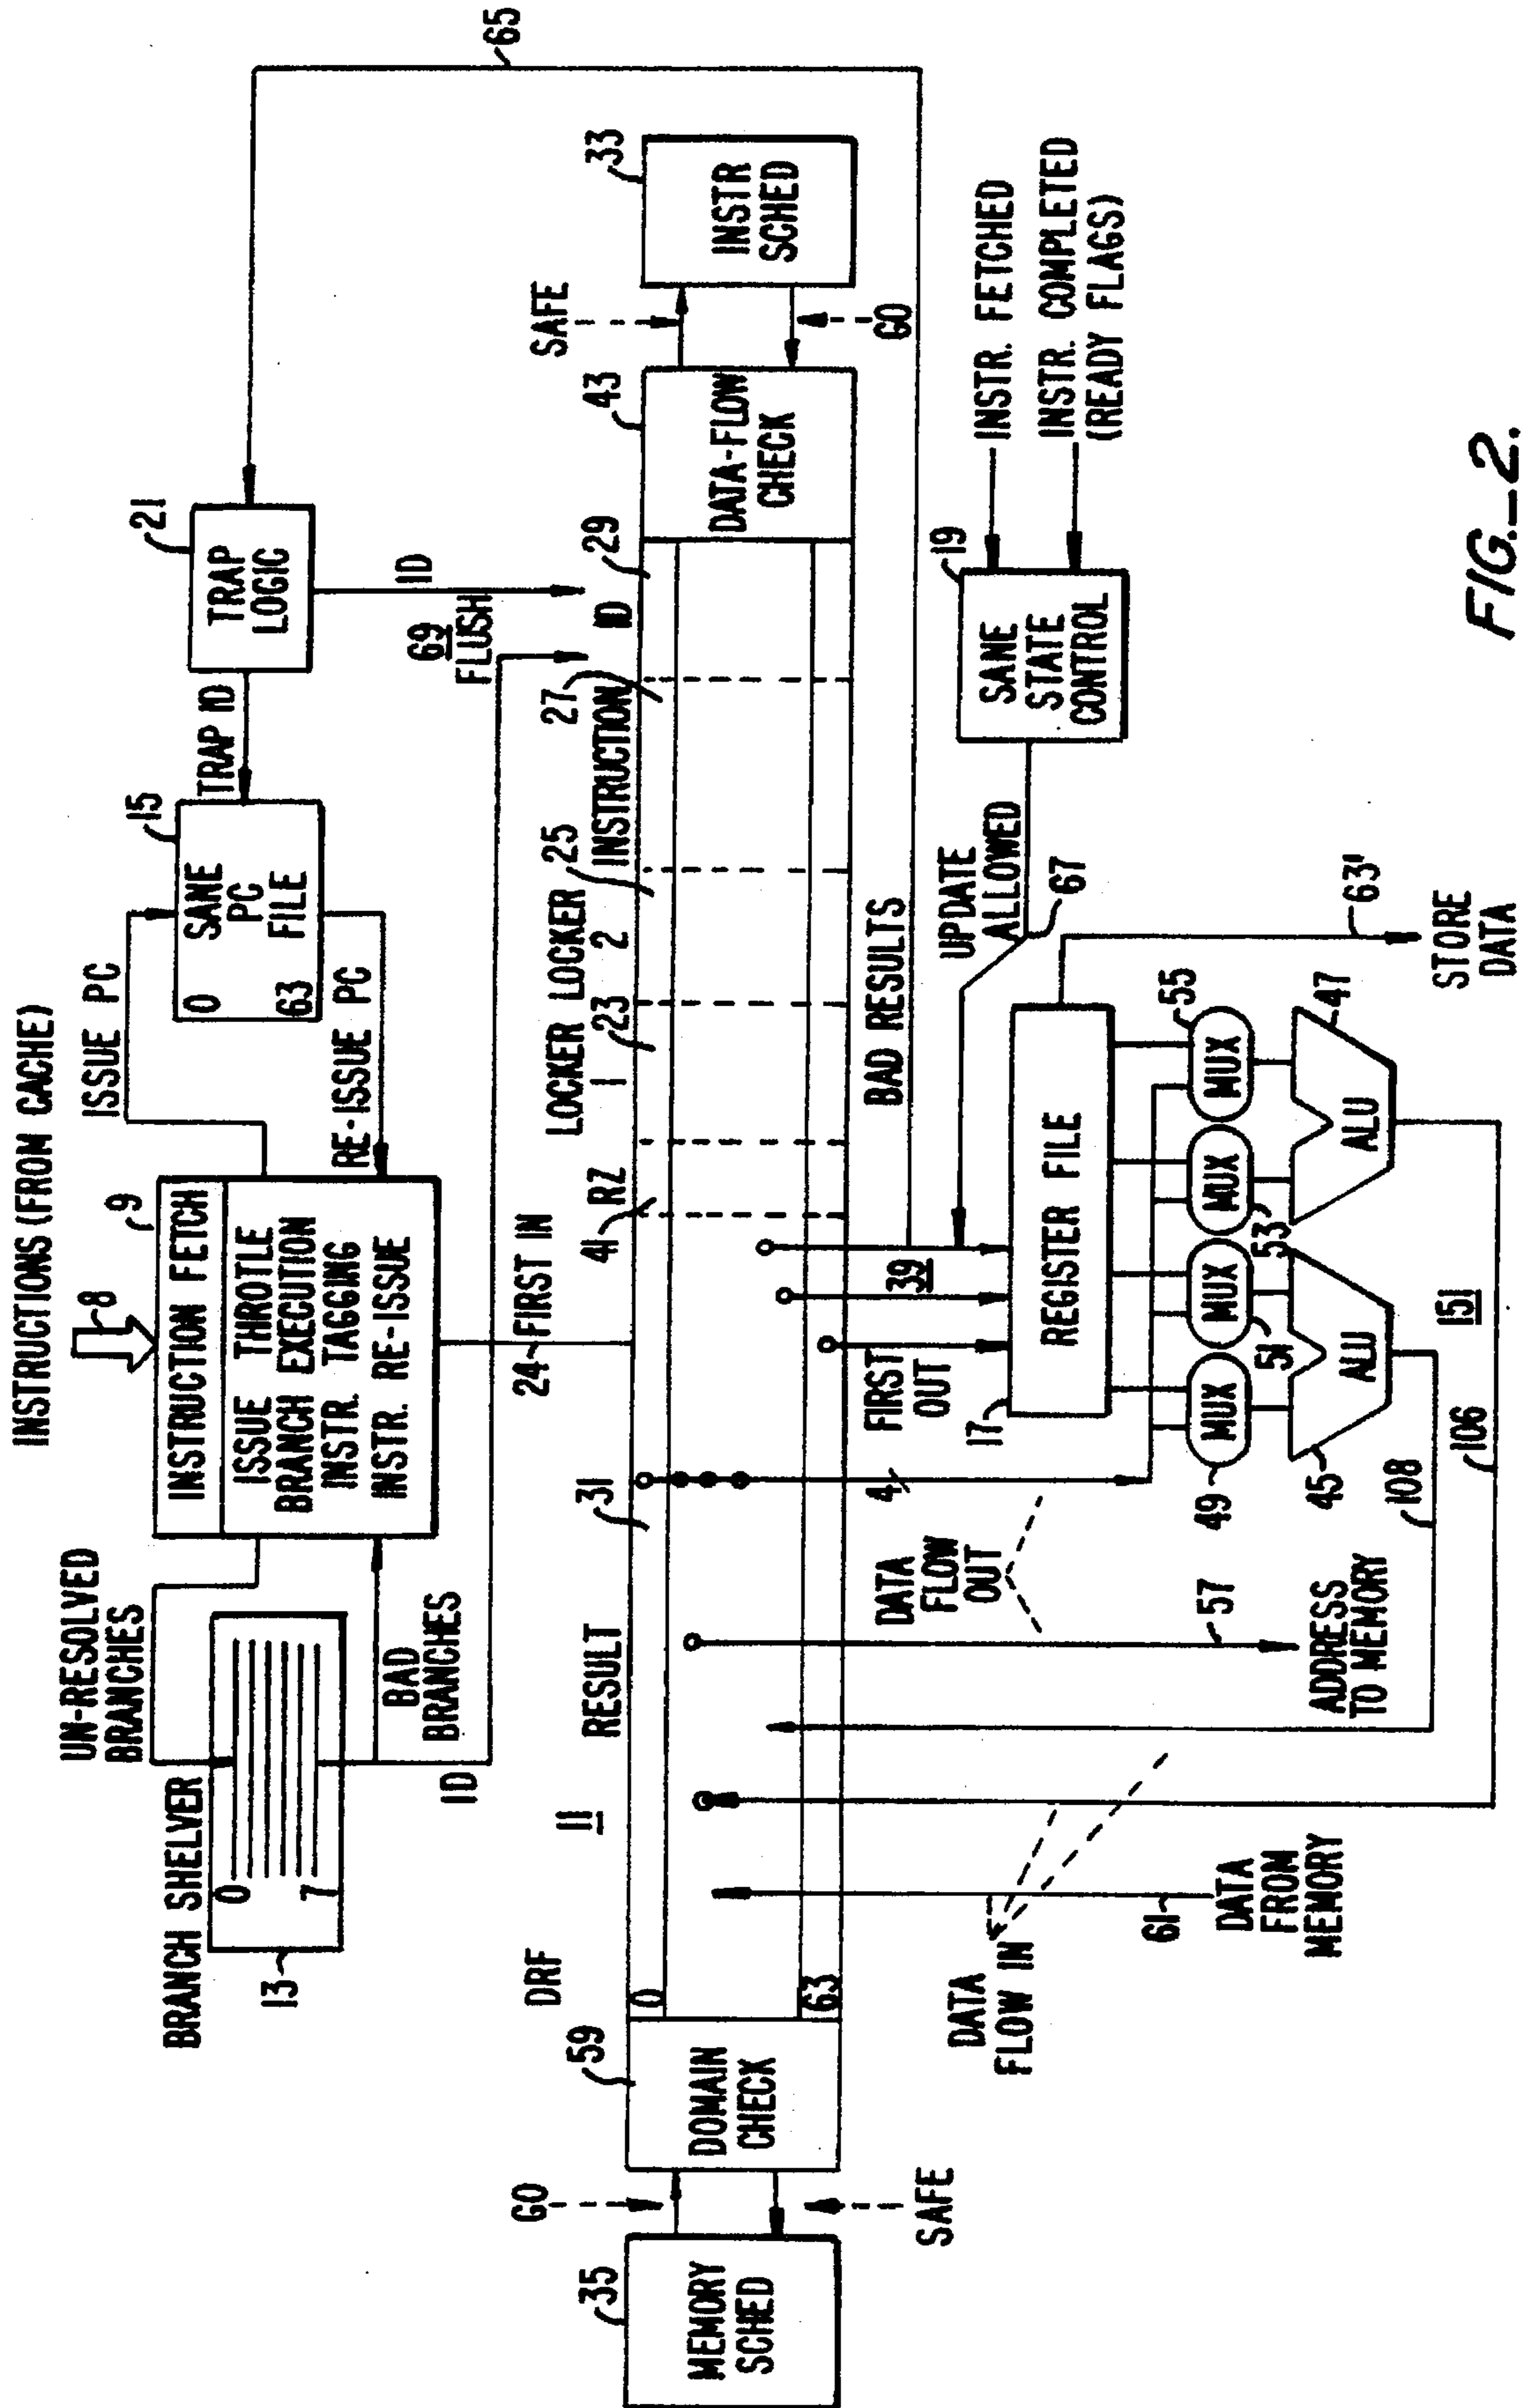 INSTRUCTIONS (FROM CACHE)
8
UN-RESOLVED
BRANCHES
BRANCH SHELVER
0
7
13
BAD
BRANCHES
ID
9
INSTRUCTION FETCH
ISSUE THROTTLE
BRANCH EXECUTION
INSTR. TAGGING
INSTR. RE-ISSUE
ISSUE PC
RE-ISSUE PC
15
0 SANE
PC
63 FILE
TRAP ID
21
TRAP
LOGIC
65
ID
69
FLUSH
24
FIRST IN
35
MEMORY
SCHED
GO
SAFE
59
DOMAIN
CHECK
DRF
0
63
11
RESULT
31
41
RZ
LOCKER
1
23
LOCKER
2
25
INSTRUCTION
27
ID
29
43
DATA-FLOW
CHECK
SAFE
GO
33
INSTR
SCHED
DATA
FLOW IN
61
DATA
FROM
MEMORY
57
ADDRESS
TO MEMORY
DATA
FLOW
OUT
4
FIRST
OUT
39
BAD RESULTS
UPDATE
ALLOWED
67
19
SANE
STATE
CONTROL
INSTR. FETCHED
INSTR. COMPLETED
(READY FLAGS)
17
REGISTER FILE
63'
STORE
DATA
49
MUX
51
MUX
53
MUX
55
MUX
45
ALU
47
ALU
108
106
151
FIG._2.